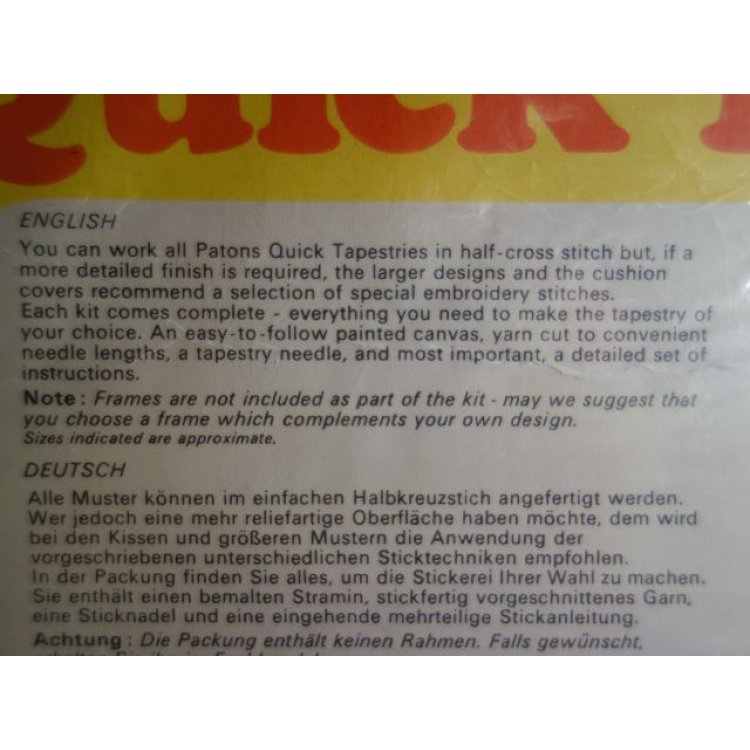 Quick
ENGLISH
You can work all Patons Quick Tapestries in half-cross stitch but, if a
more detailed finish is required, the larger designs and the cushion
covers recommend a selection of special embroidery stitches.
Each kit comes complete - everything you need to make the tapestry of
your choice. An easy-to-follow painted canvas, yarn cut to convenient
needle lengths, a tapestry needle, and most important, a detailed set of
instructions.
Note : Frames are not included as part of the kit - may we suggest that
you choose a frame which complements your own design.
Sizes indicated are approximate.
DEUTSCH
Alle Muster können im einfachen Halbkreuzstich angefertigt werden.
Wer jedoch eine mehr reliefartige Oberfläche haben möchte, dem wird
bei den Kissen und größeren Mustern die Anwendung der
vorgeschriebenen unterschiedlichen Sticktechniken empfohlen.
In der Packung finden Sie alles, um die Stickerei Ihrer Wahl zu machen.
Sie enthält einen bemalten Stramin, stickfertig vorgeschnittenes Garn,
eine Sticknadel und eine eingehende mehrteilige Stickanleitung.
Achtung : Die Packung enthält keinen Rahmen. Falls gewünscht,